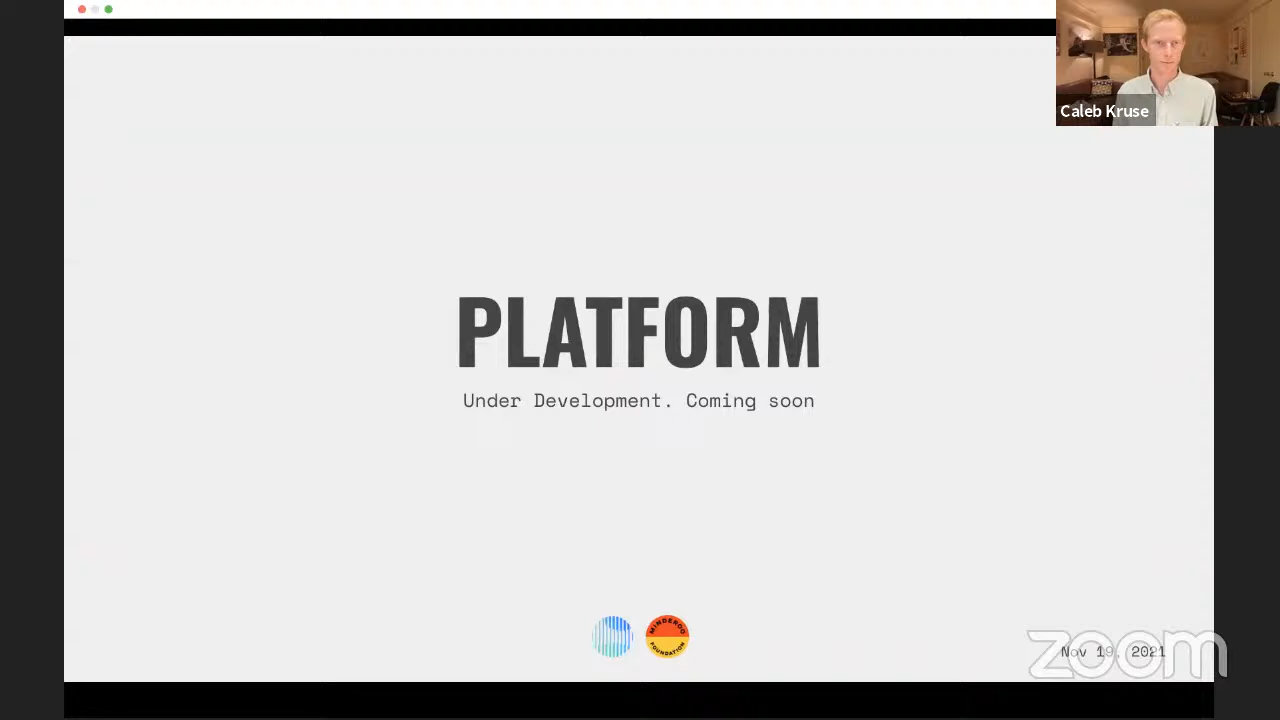 Caleb Kruse
PLATFORM
Under Development. Coming soon
MINDEROO
FOUNDATION
Nov 19, 2021
zoom